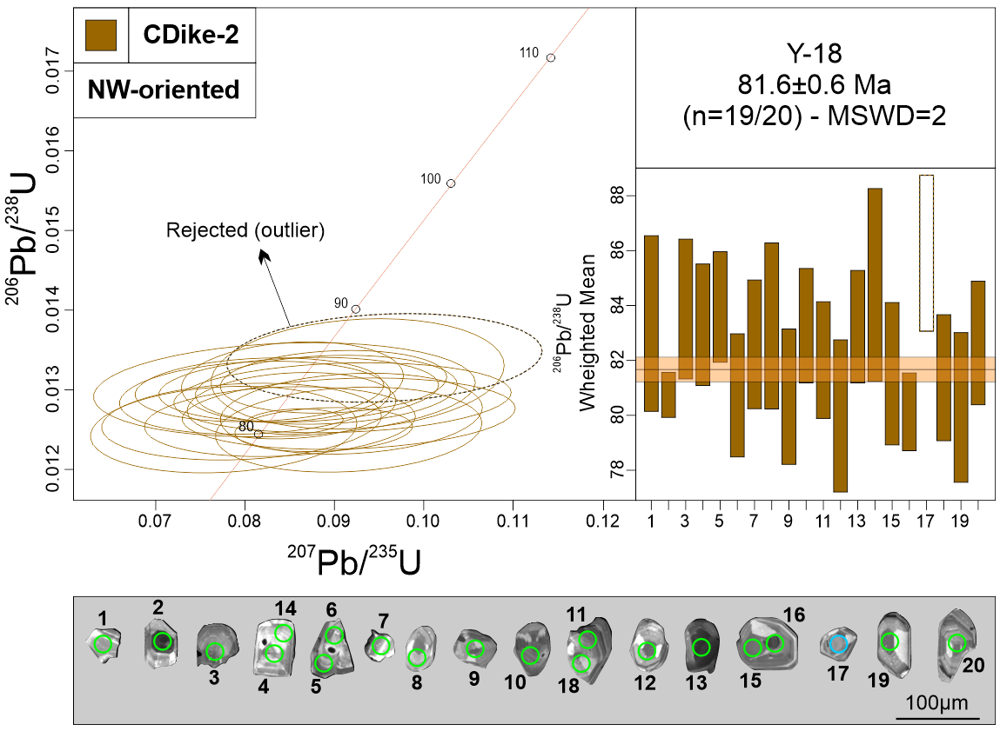 CDike-2
NW-oriented
Y-18
81.6±0.6 Ma
(n=19/20) - MSWD=2
²⁰⁶Pb/²³⁸U
0.017
0.016
0.015
0.014
0.013
0.012
110
100
90
80
Rejected (outlier)
0.07 0.08 0.09 0.10 0.11 0.12
²⁰⁷Pb/²³⁵U
²⁰⁶Pb/²³⁸U
Wheighted Mean
88
86
84
82
80
78
1 3 5 7 9 11 13 15 17 19
1 2 3 14 4 6 5 7 8 9 10 11 18 12 13 16 15 17 19 20
100µm